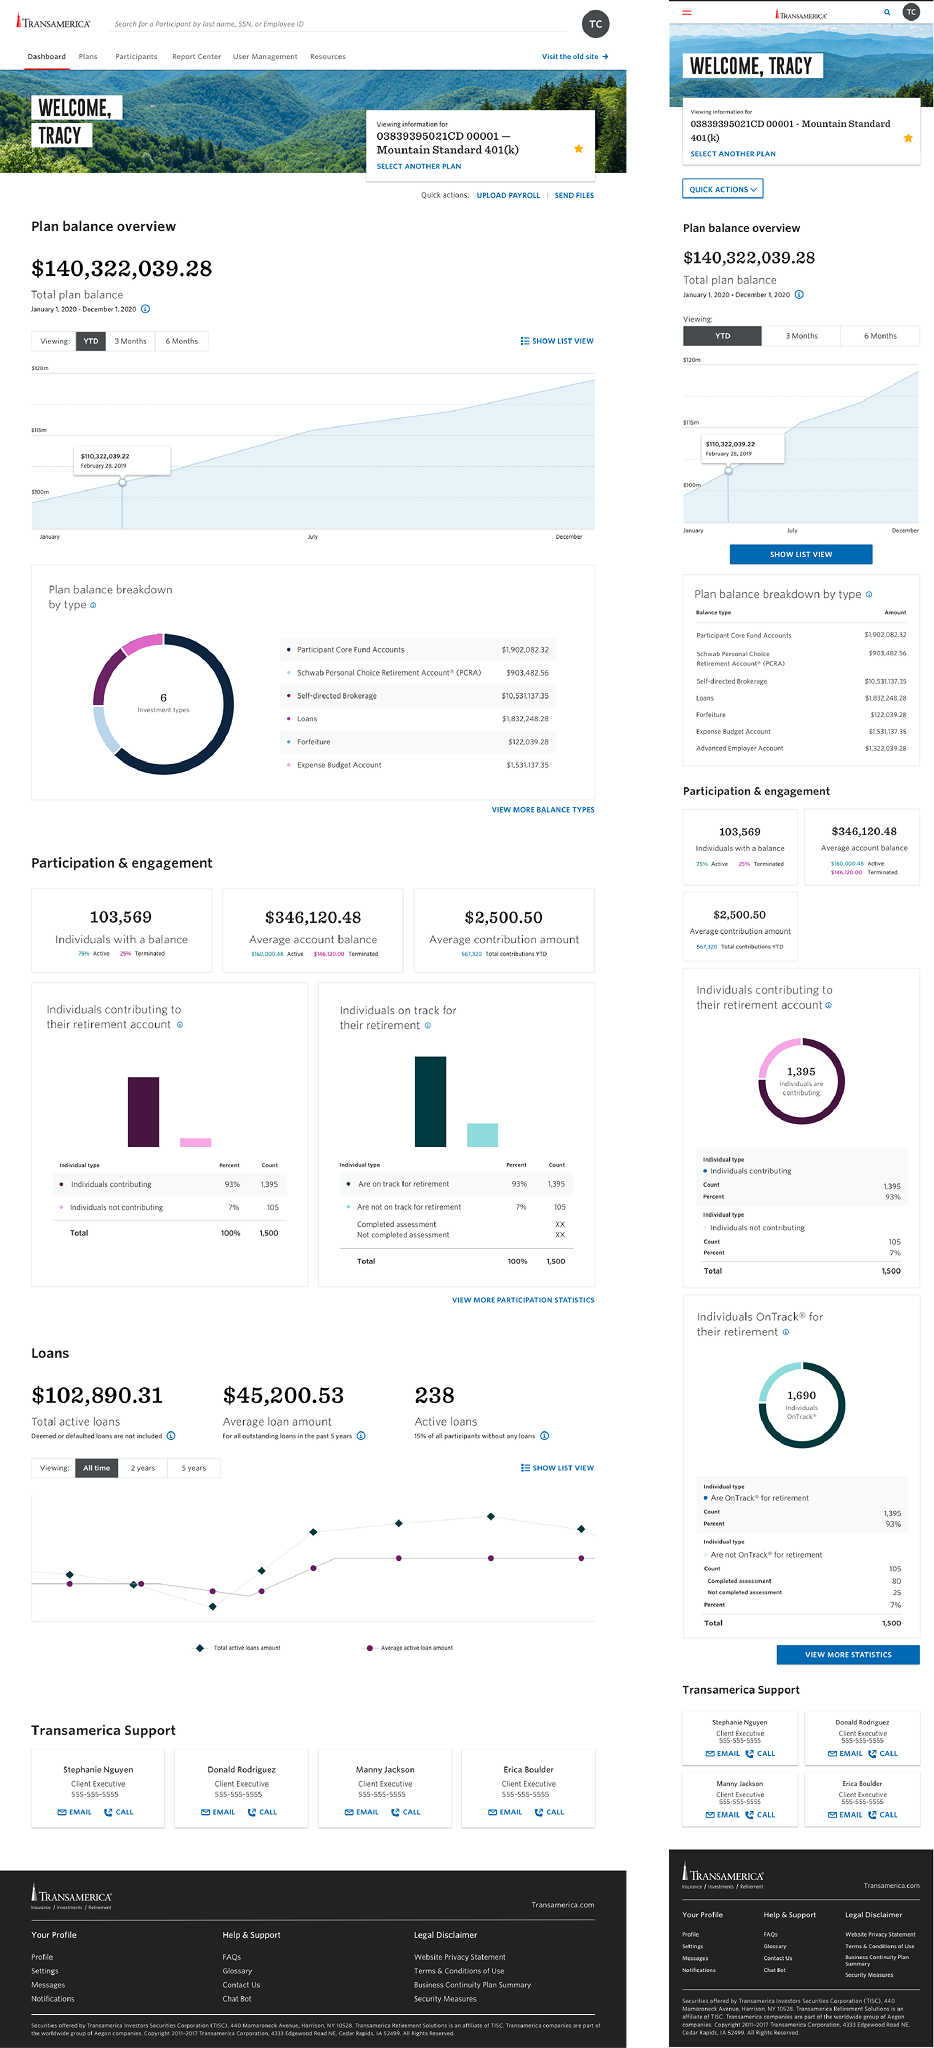 TRANSAMERICA®
Search for a Participant by last name, SSN, or Employee ID
TC
Dashboard Plans Participants Report Center User Management Resources
Visit the old site
WELCOME,
TRACY
Viewing information for
03839395021CD 00001 —
Mountain Standard 401(k)
SELECT ANOTHER PLAN
Quick actions: UPLOAD PAYROLL | SEND FILES
Plan balance overview
$140,322,039.28
Total plan balance
January 1, 2020 - December 1, 2020
Viewing: YTD 3 Months 6 Months
SHOW LIST VIEW
$120m
$115m
$110,322,039.22
February 28, 2019
$100m
January July December
Plan balance breakdown
by type
6
Investment types
Participant Core Fund Accounts $1,902,082.32
Schwab Personal Choice Retirement Account® (PCRA) $903,482.56
Self-directed Brokerage $10,531,137.35
Loans $1,832,248.28
Forfeiture $122,039.28
Expense Budget Account $1,531,137.35
VIEW MORE BALANCE TYPES
Participation & engagement
103,569
Individuals with a balance
75% Active 25% Terminated
$346,120.48
Average account balance
$160,000.48 Active $146,120.00 Terminated
$2,500.50
Average contribution amount
567,320 Total contributions YTD
Individuals contributing to
their retirement account
Individual type Percent Count
Individuals contributing 93% 1,395
Individuals not contributing 7% 105
Total 100% 1,500
Individuals on track for
their retirement
Individual type Percent Count
Are on track for retirement 93% 1,395
Are not on track for retirement 7% 105
Completed assessment XX
Not completed assessment XX
Total 100% 1,500
VIEW MORE PARTICIPATION STATISTICS
Loans
$102,890.31
Total active loans
Deemed or defaulted loans are not included
$45,200.53
Average loan amount
For all outstanding loans in the past 5 years
238
Active loans
15% of all participants without any loans
Viewing: All time 2 years 5 years
SHOW LIST VIEW
Total active loans amount Average active loan amount
Transamerica Support
Stephanie Nguyen
Client Executive
555-555-5555
EMAIL CALL
Donald Rodriguez
Client Executive
555-555-5555
EMAIL CALL
Manny Jackson
Client Executive
555-555-5555
EMAIL CALL
Erica Boulder
Client Executive
555-555-5555
EMAIL CALL
TRANSAMERICA®
Insurance / Investments / Retirement
Transamerica.com
Your Profile
Profile
Settings
Messages
Notifications
Help & Support
FAQs
Glossary
Contact Us
Chat Bot
Legal Disclaimer
Website Privacy Statement
Terms & Conditions of Use
Business Continuity Plan Summary
Security Measures
Securities offered by Transamerica Investors Securities Corporation (TISC), 440 Mamaroneck Avenue, Harrison, NY 10528. Transamerica Retirement Solutions is an affiliate of TISC. Transamerica companies are part of
the worldwide group of Aegon companies. Copyright 2011-2017 Transamerica Corporation, 4333 Edgewood Road NE, Cedar Rapids, IA 52499. All Rights Reserved.
TRANSAMERICA®
TC
WELCOME, TRACY
Viewing information for
03839395021CD 00001 - Mountain Standard
401(k)
SELECT ANOTHER PLAN
QUICK ACTIONS
Plan balance overview
$140,322,039.28
Total plan balance
January 1, 2020 - December 1, 2020
Viewing:
YTD 3 Months 6 Months
$120m
$115m
$110,322,039.22
February 28, 2019
$100m
January July December
SHOW LIST VIEW
Plan balance breakdown by type
Balance type Amount
Participant Core Fund Accounts $1,902,082.32
Schwab Personal Choice $903,482.56
Retirement Account® (PCRA)
Self-directed Brokerage $10,531,137.35
Loans $1,832,248.28
Forfeiture $122,039.28
Expense Budget Account $1,531,137.35
Advanced Employer Account $1,322,039.28
Participation & engagement
103,569
Individuals with a balance
75% Active 25% Terminated
$346,120.48
Average account balance
$160,000.48 Active
$146,120.00 Terminated
$2,500.50
Average contribution amount
567,320 Total contributions YTD
Individuals contributing to
their retirement account
1,395
Individuals are
contributing
Individual type
Individuals contributing
Count 1,395
Percent 93%
Individual type
Individuals not contributing
Count 105
Percent 7%
Total 1,500
Individuals OnTrack® for
their retirement
1,690
Individuals
OnTrack®
Individual type
Are OnTrack® for retirement
Count 1,395
Percent 93%
Individual type
Are not OnTrack® for retirement
Count 105
Completed assessment 80
Not completed assessment 25
Percent 7%
Total 1,500
VIEW MORE STATISTICS
Transamerica Support
Stephanie Nguyen
Client Executive
555-555-5555
EMAIL CALL
Donald Rodriguez
Client Executive
555-555-5555
EMAIL CALL
Manny Jackson
Client Executive
555-555-5555
EMAIL CALL
Erica Boulder
Client Executive
555-555-5555
EMAIL CALL
TRANSAMERICA®
Insurance / Investments / Retirement
Transamerica.com
Your Profile
Profile
Settings
Messages
Notifications
Help & Support
FAQs
Glossary
Contact Us
Chat Bot
Legal Disclaimer
Website Privacy Statement
Terms & Conditions of Use
Business Continuity Plan
Summary
Security Measures
Securities offered by Transamerica Investors Securities Corporation (TISC), 440
Mamaroneck Avenue, Harrison, NY 10528. Transamerica Retirement Solutions is an
affiliate of TISC. Transamerica companies are part of the worldwide group of Aegon
companies. Copyright 2011-2017 Transamerica Corporation, 4333 Edgewood Road NE,
Cedar Rapids, IA 52499. All Rights Reserved.